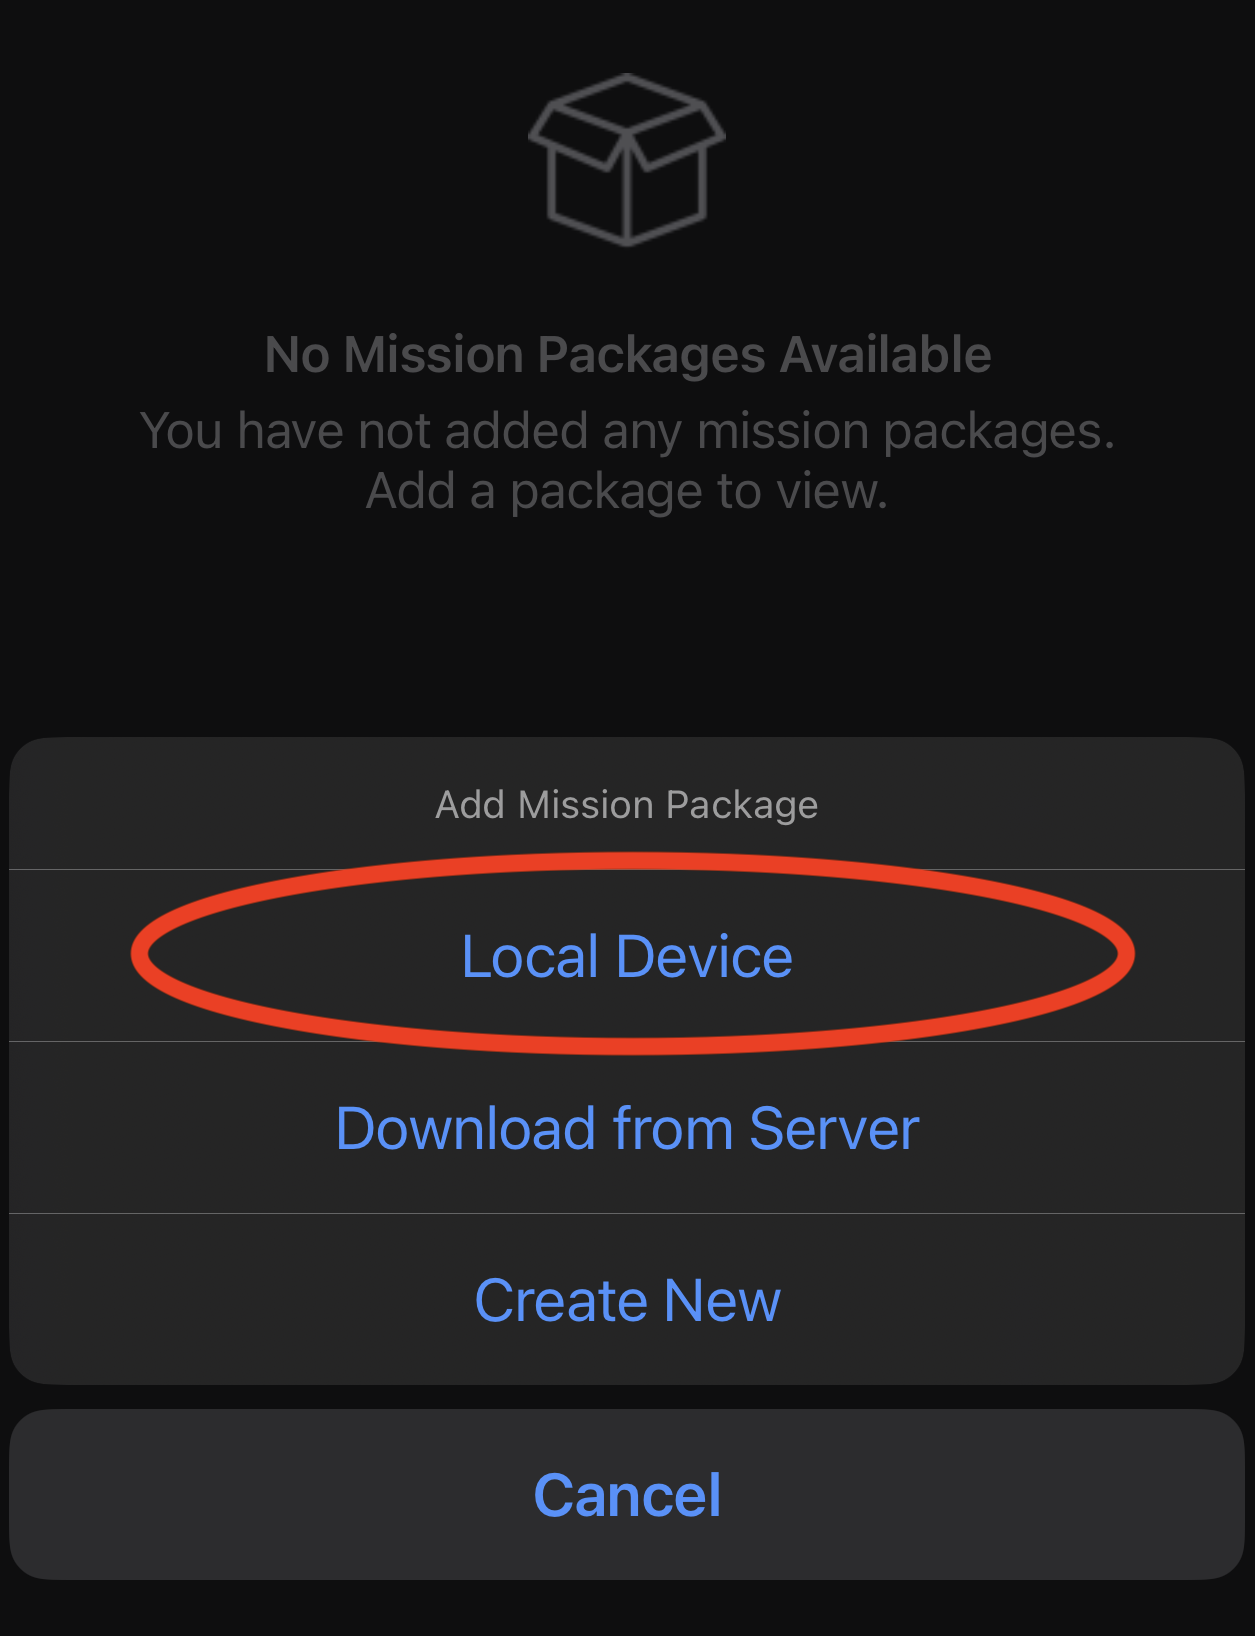 No Mission Packages Available
You have not added any mission packages.
Add a package to view.
Add Mission Package
Local Device
Download from Server
Create New
Cancel